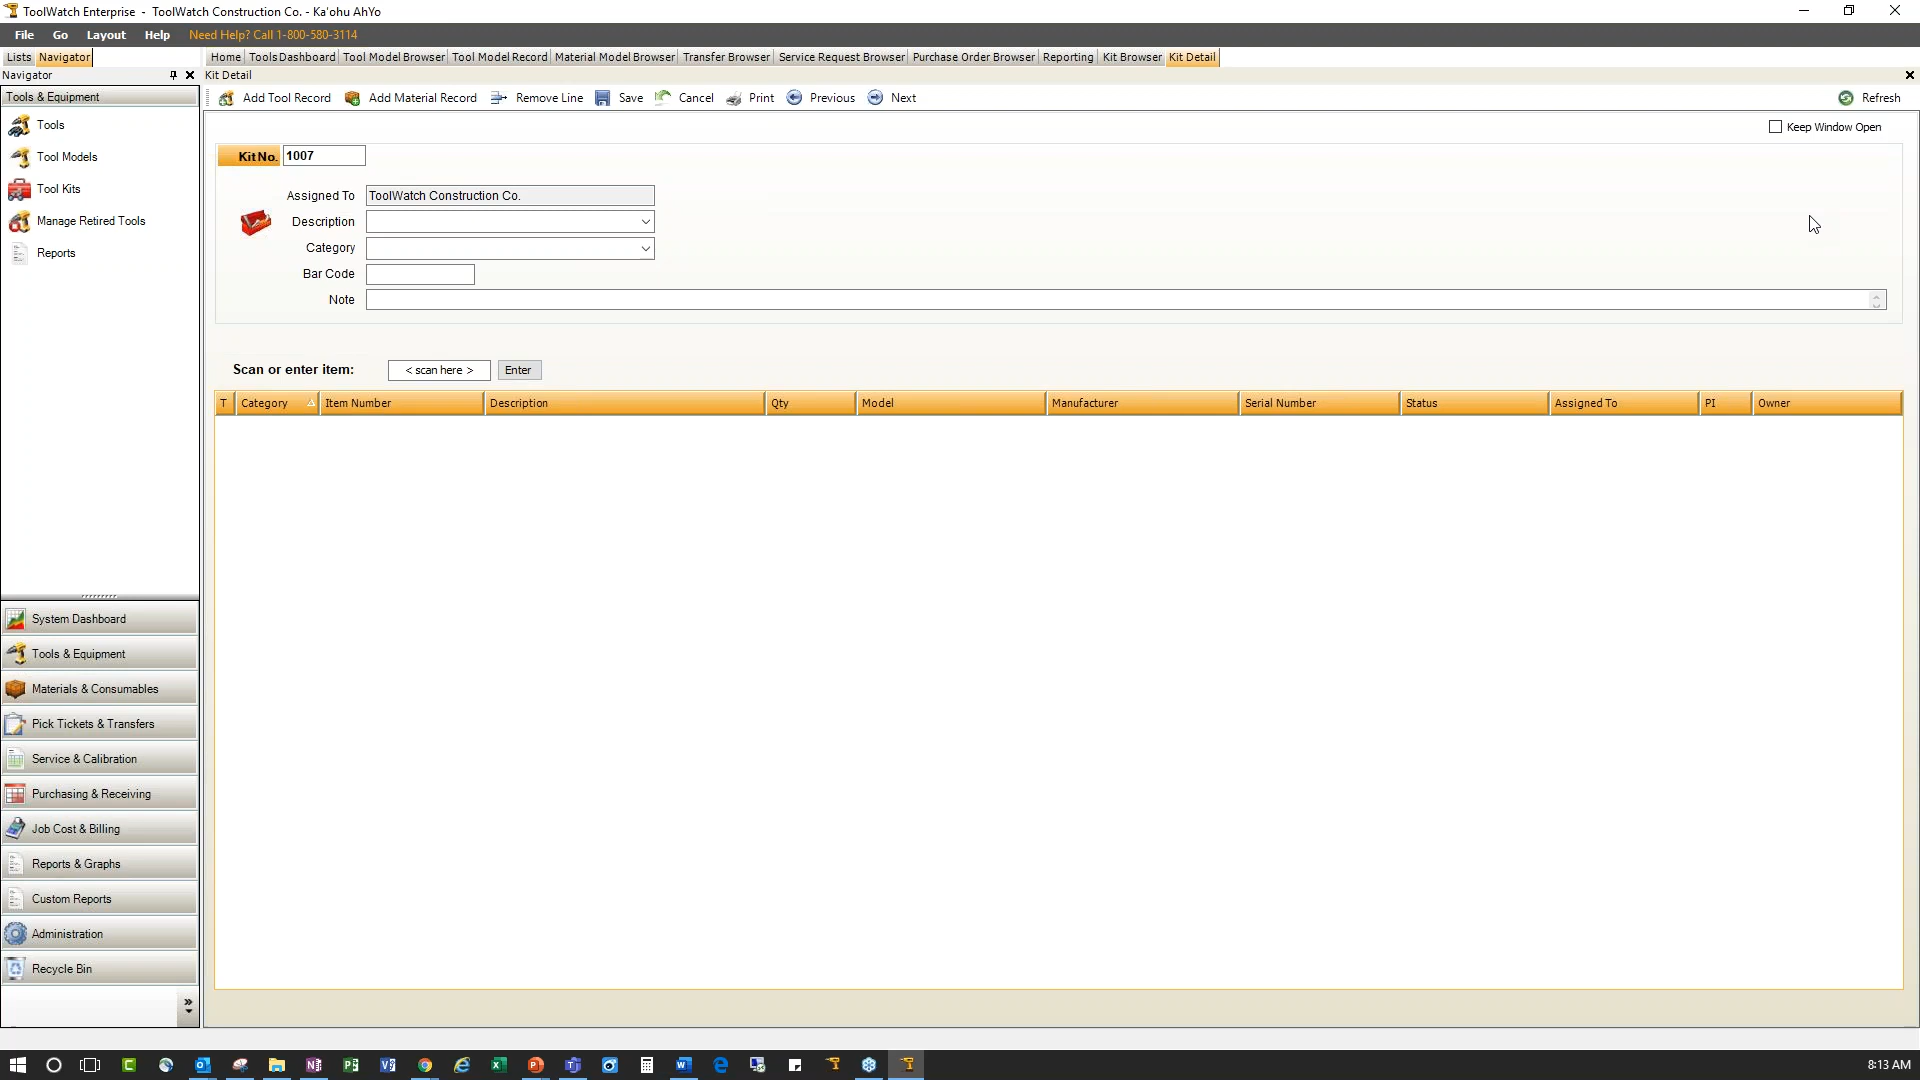 ToolWatch Enterprise - ToolWatch Construction Co. - Ka'ohu AhYo
File Go Layout Help Need Help? Call 1-800-580-3114
Lists Navigator Home Tools Dashboard Tool Model Browser Tool Model Record Material Model Browser Transfer Browser Service Request Browser Purchase Order Browser Reporting Kit Browser Kit Detail
Navigator Kit Detail
Tools & Equipment Add Tool Record Add Material Record Remove Line Save Cancel Print Previous Next Refresh
Keep Window Open
Tools
Tool Models
Tool Kits
Manage Retired Tools
Reports
Kit No. 1007
Assigned To ToolWatch Construction Co.
Description
Category
Bar Code
Note
Scan or enter item: < scan here > Enter
T Category Item Number Description Qty Model Manufacturer Serial Number Status Assigned To PI Owner
System Dashboard
Tools & Equipment
Materials & Consumables
Pick Tickets & Transfers
Service & Calibration
Purchasing & Receiving
Job Cost & Billing
Reports & Graphs
Custom Reports
Administration
Recycle Bin
8:13 AM